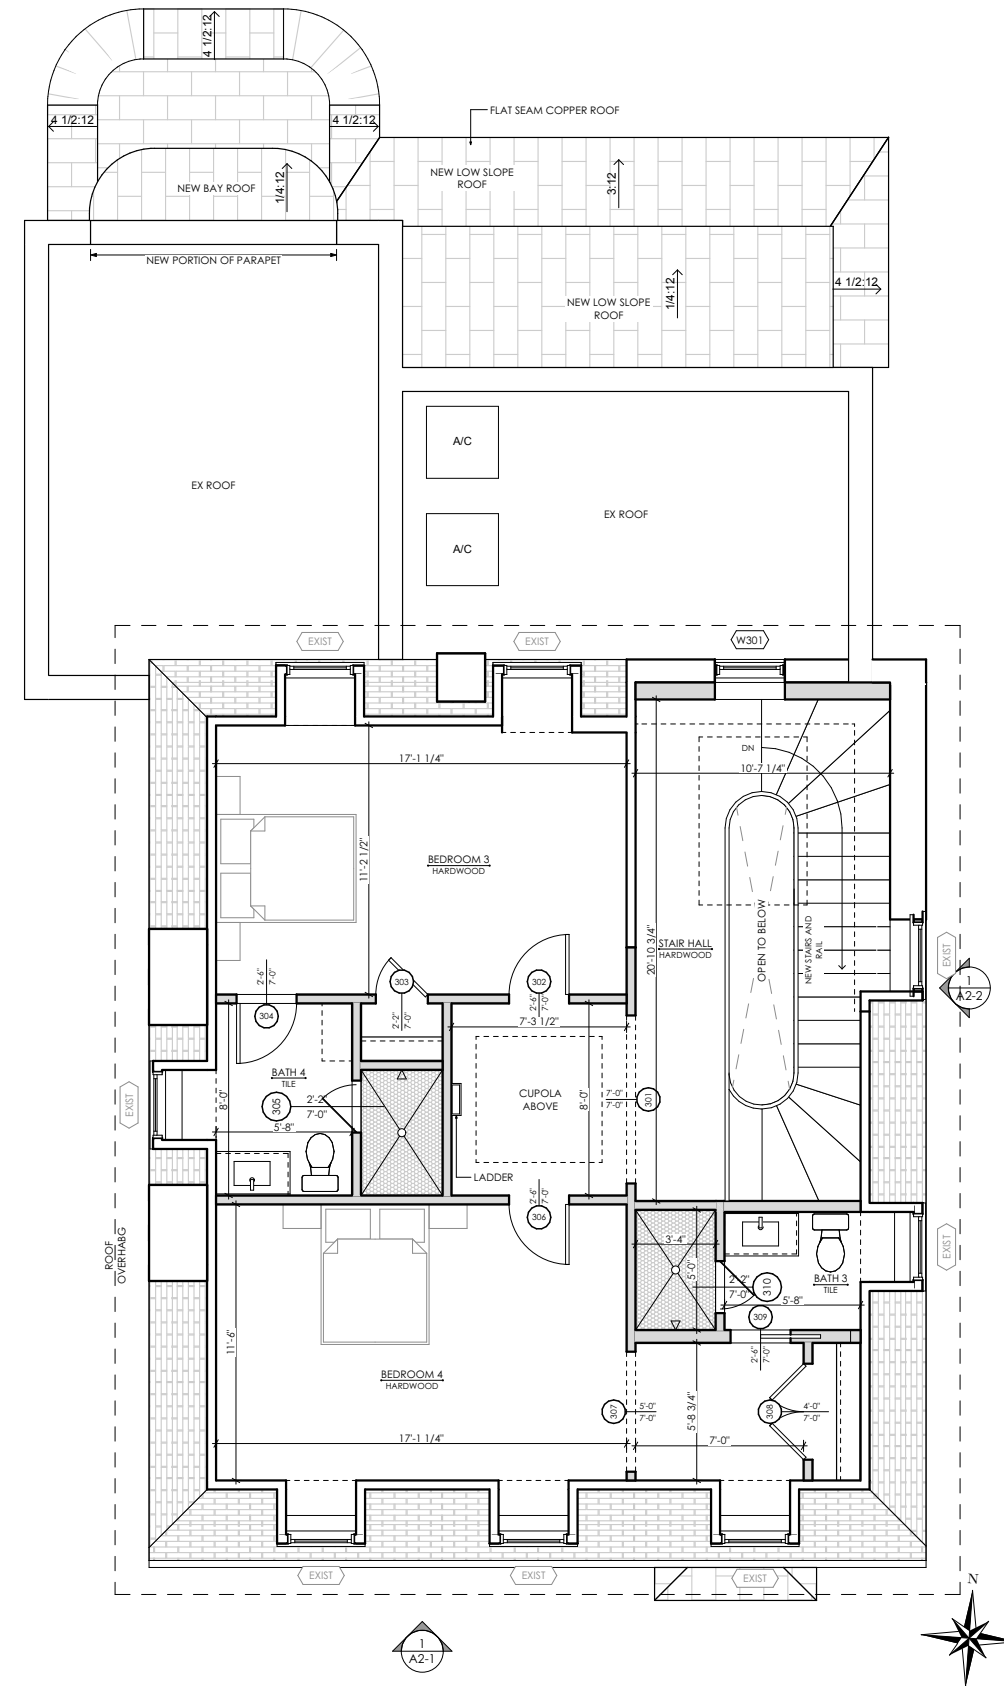 4 1/2:12
4 1/2:12
4 1/2:12
FLAT SEAM COPPER ROOF
NEW LOW SLOPE
ROOF
3:12
NEW BAY ROOF
1/4:12
NEW PORTION OF PARAPET
4 1/2:12
NEW LOW SLOPE
ROOF
1/4:12
A/C
EX ROOF
EX ROOF
A/C
EXIST
EXIST
W301
DN
17'-1 1/4"
10'-7 1/4"
11'-2 1/2"
BEDROOM 3
HARDWOOD
OPEN TO BELOW
NEW STAIRS AND
RAIL
STAIR HALL
HARDWOOD
20'-10 3/4"
EXIST
1
A2-2
2'-6"
7'-0"
304
303
2'-2"
7'-0"
302
2'-6"
7'-0"
7'-3 1/2"
BATH 4
TILE
8'-0"
305
2'-2"
7'-0"
5'-8"
CUPOLA
ABOVE
8'-0"
7'-0"
7'-0"
301
EXIST
LADDER
2'-6"
7'-0"
306
ROOF
OVERHABG
3'-4"
5'-0"
2'-2"
7'-0"
310
BATH 3
TILE
5'-8"
309
2'-6"
7'-0"
EXIST
11'-6"
BEDROOM 4
HARDWOOD
307
5'-0"
7'-0"
5'-8 3/4"
308
4'-0"
7'-0"
17'-1 1/4"
7'-0"
EXIST
EXIST
EXIST
N
1
A2-1